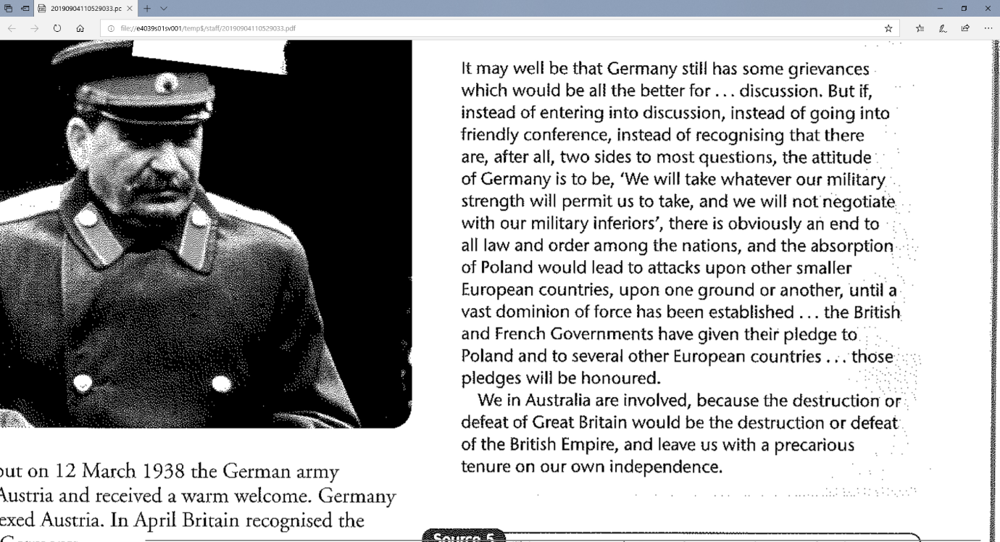 20190904110529033.pc
file://e4039s01sv001/temp$/staff/20190904110529033.pdf
It may well be that Germany still has some grievances
which would be all the better for ... discussion. But if,
instead of entering into discussion, instead of going into
friendly conference, instead of recognising that there
are, after all, two sides to most questions, the attitude
of Germany is to be, ‘We will take whatever our military
strength will permit us to take, and we will not negotiate
with our military inferiors’, there is obviously an end to
all law and order among the nations, and the absorption
of Poland would lead to attacks upon other smaller
European countries, upon one ground or another, until a
vast dominion of force has been established ... the British
and French Governments have given their pledge to
Poland and to several other European countries ... those
pledges will be honoured.
We in Australia are involved, because the destruction or
defeat of Great Britain would be the destruction or defeat
of the British Empire, and leave us with a precarious
tenure on our own independence.
out on 12 March 1938 the German army
Austria and received a warm welcome. Germany
exed Austria. In April Britain recognised the
Source 5